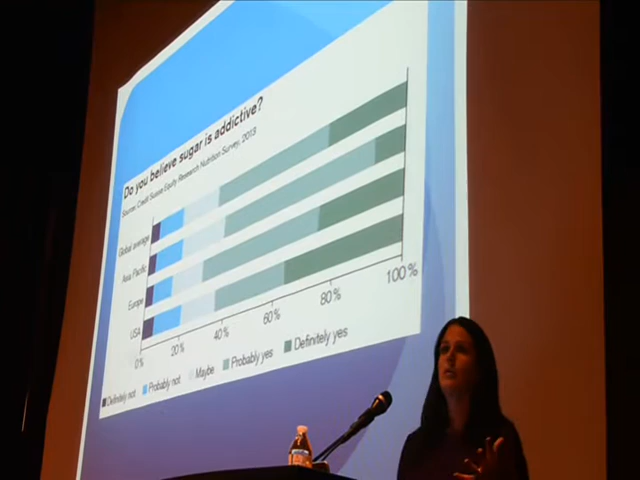 Do you believe sugar is addictive?
Source: Credit Suisse Equity Research Nutrition Survey, 2013
Global average
Asia Pacific
Europe
USA
0% 20% 40% 60% 80% 100%
Definitely not Probably not Maybe Probably yes Definitely yes